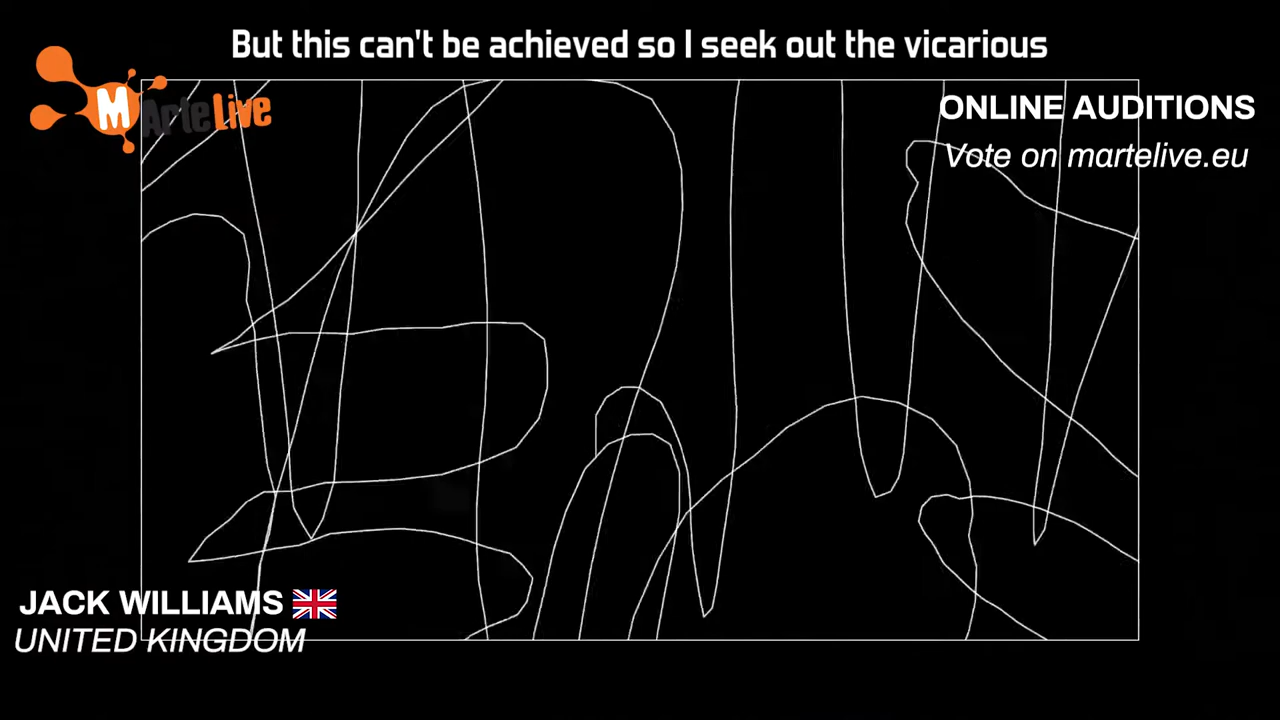 But this can't be achieved so I seek out the vicarious
MArteLive
ONLINE AUDITIONS
Vote on martelive.eu
JACK WILLIAMS
UNITED KINGDOM